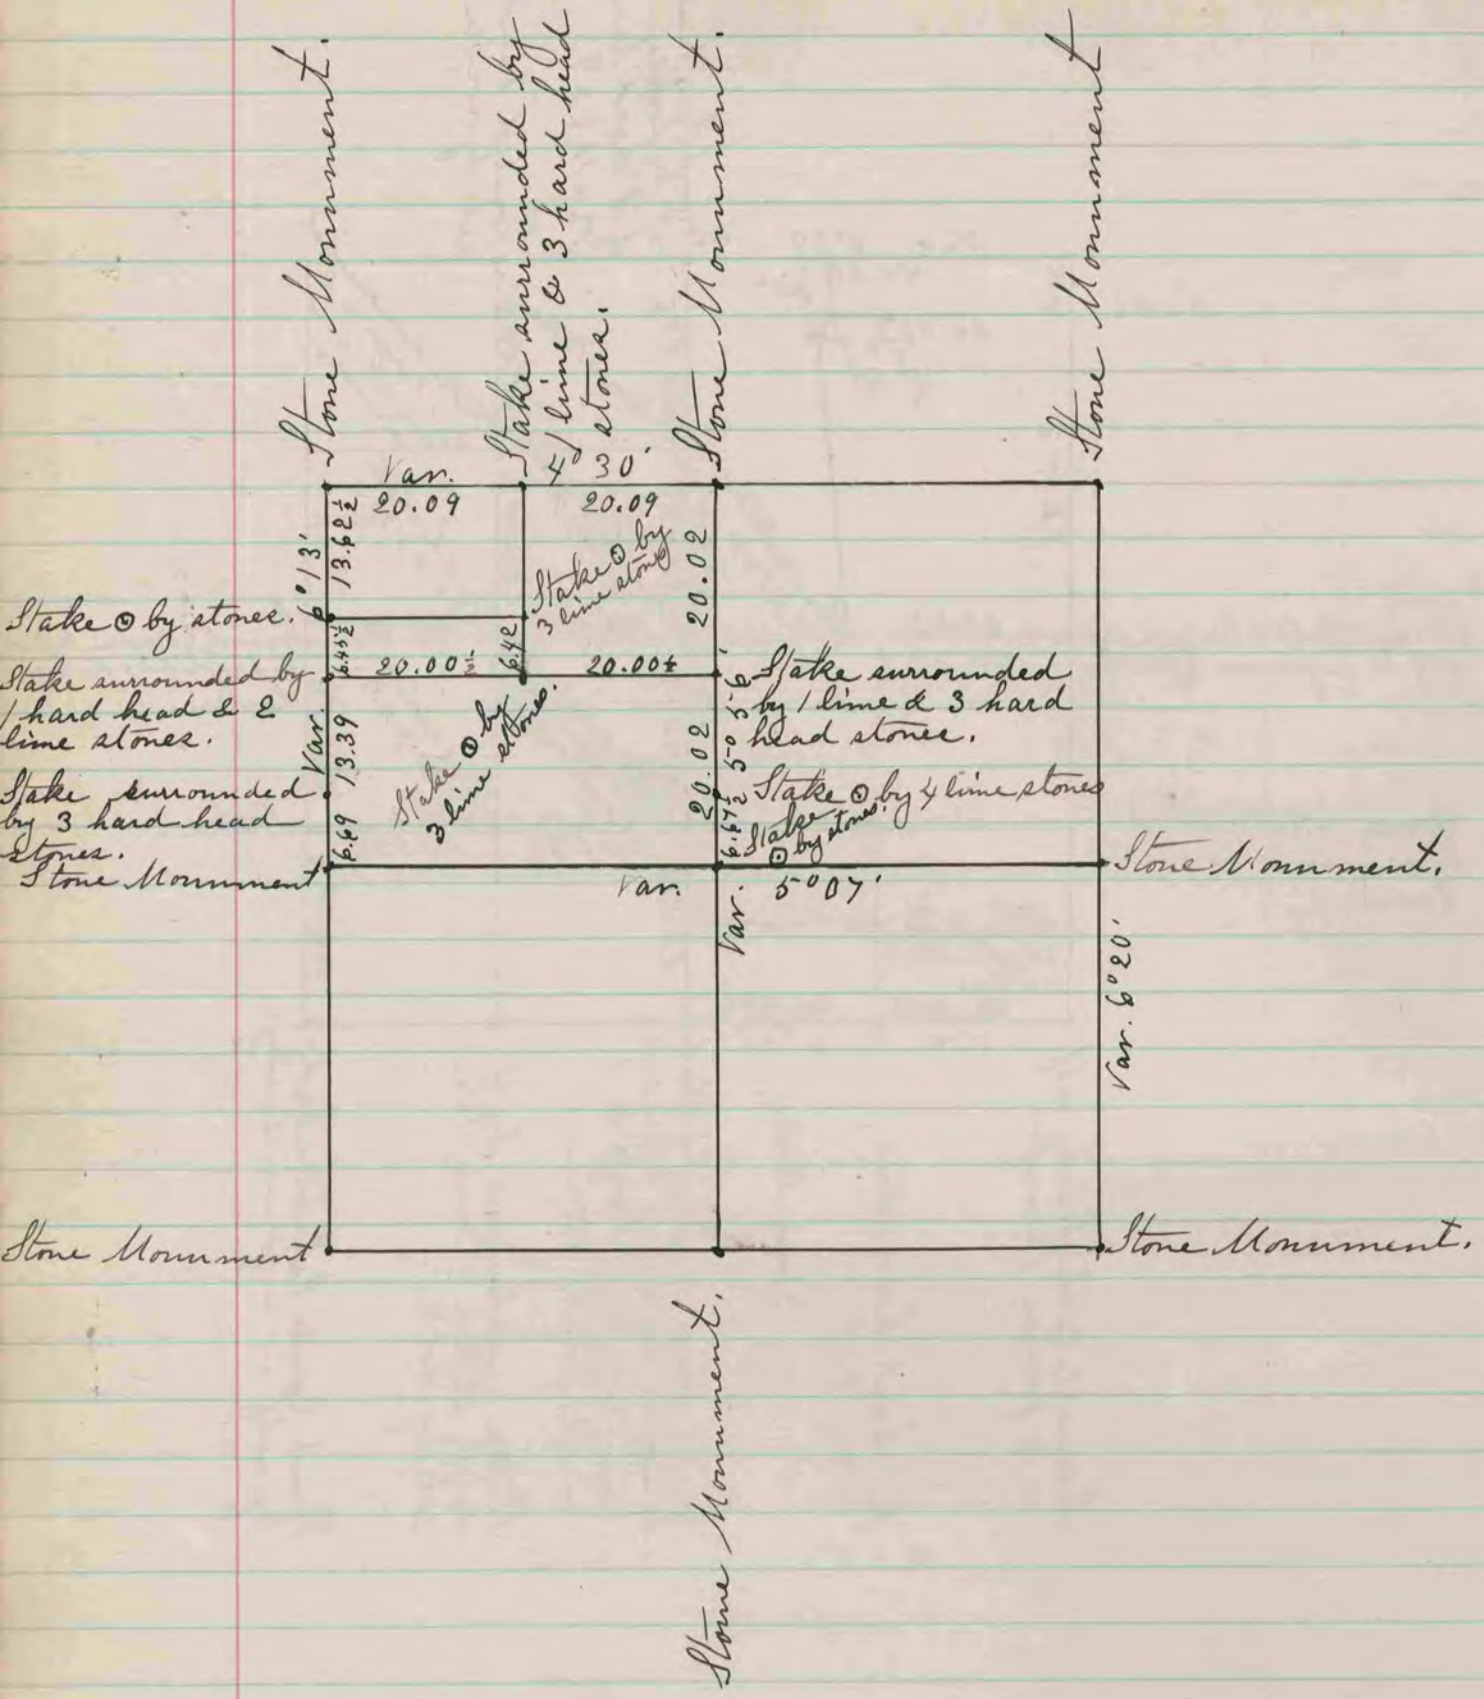 Stone Monument.
Stake surrounded by
4 lime & 3 hard head
stones.
Stone Monument.
Stone Monument
Var. 4° 30'
20.09
20.09
6° 13'
13.62½
Stake ⊙ by
3 lime stone
20.02
Stake ⊙ by stones.
6.45½
20.00½
6.42
20.00½
Stake surrounded by
1 hard head & 2
lime stones.
Var.
13.39
Stake ⊙ by
3 lime stones.
20.02
5° 56'
Stake surrounded
by 1 lime & 3 hard
head stones.
Stake surrounded
by 3 hard head
stones.
6.69
6.67½
Stake ⊙ by 4 lime stones
Stake
⊙ by stones.
Stone Monument
Stone Monument.
Var. 5° 07'
Var.
Var. 6° 20'
Stone Monument
Stone Monument.
Stone Monument.